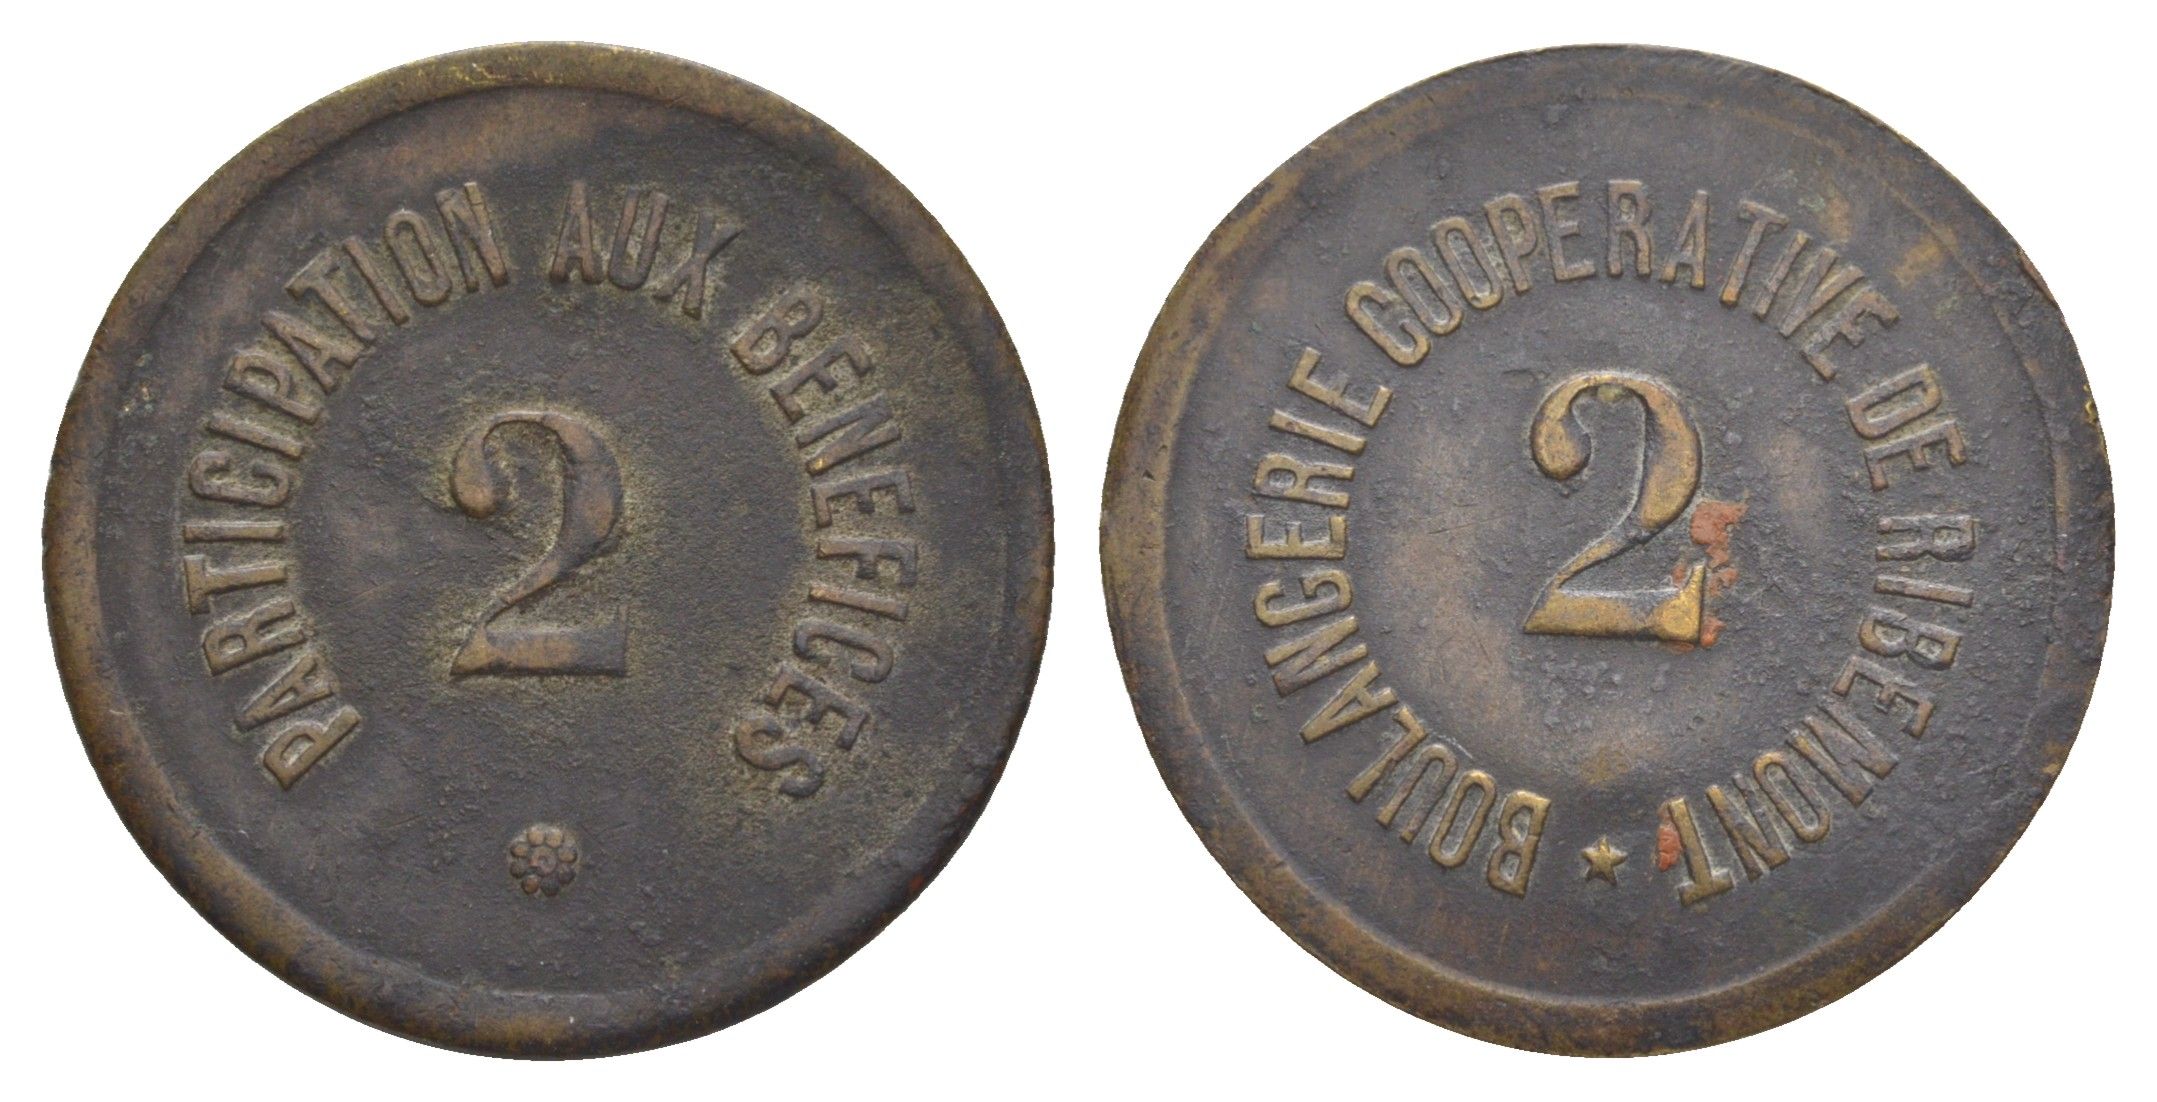 PARTICIPATION AUX BENEFICES
2
BOULANGERIE COOPERATIVE DE RIBEMONT
2